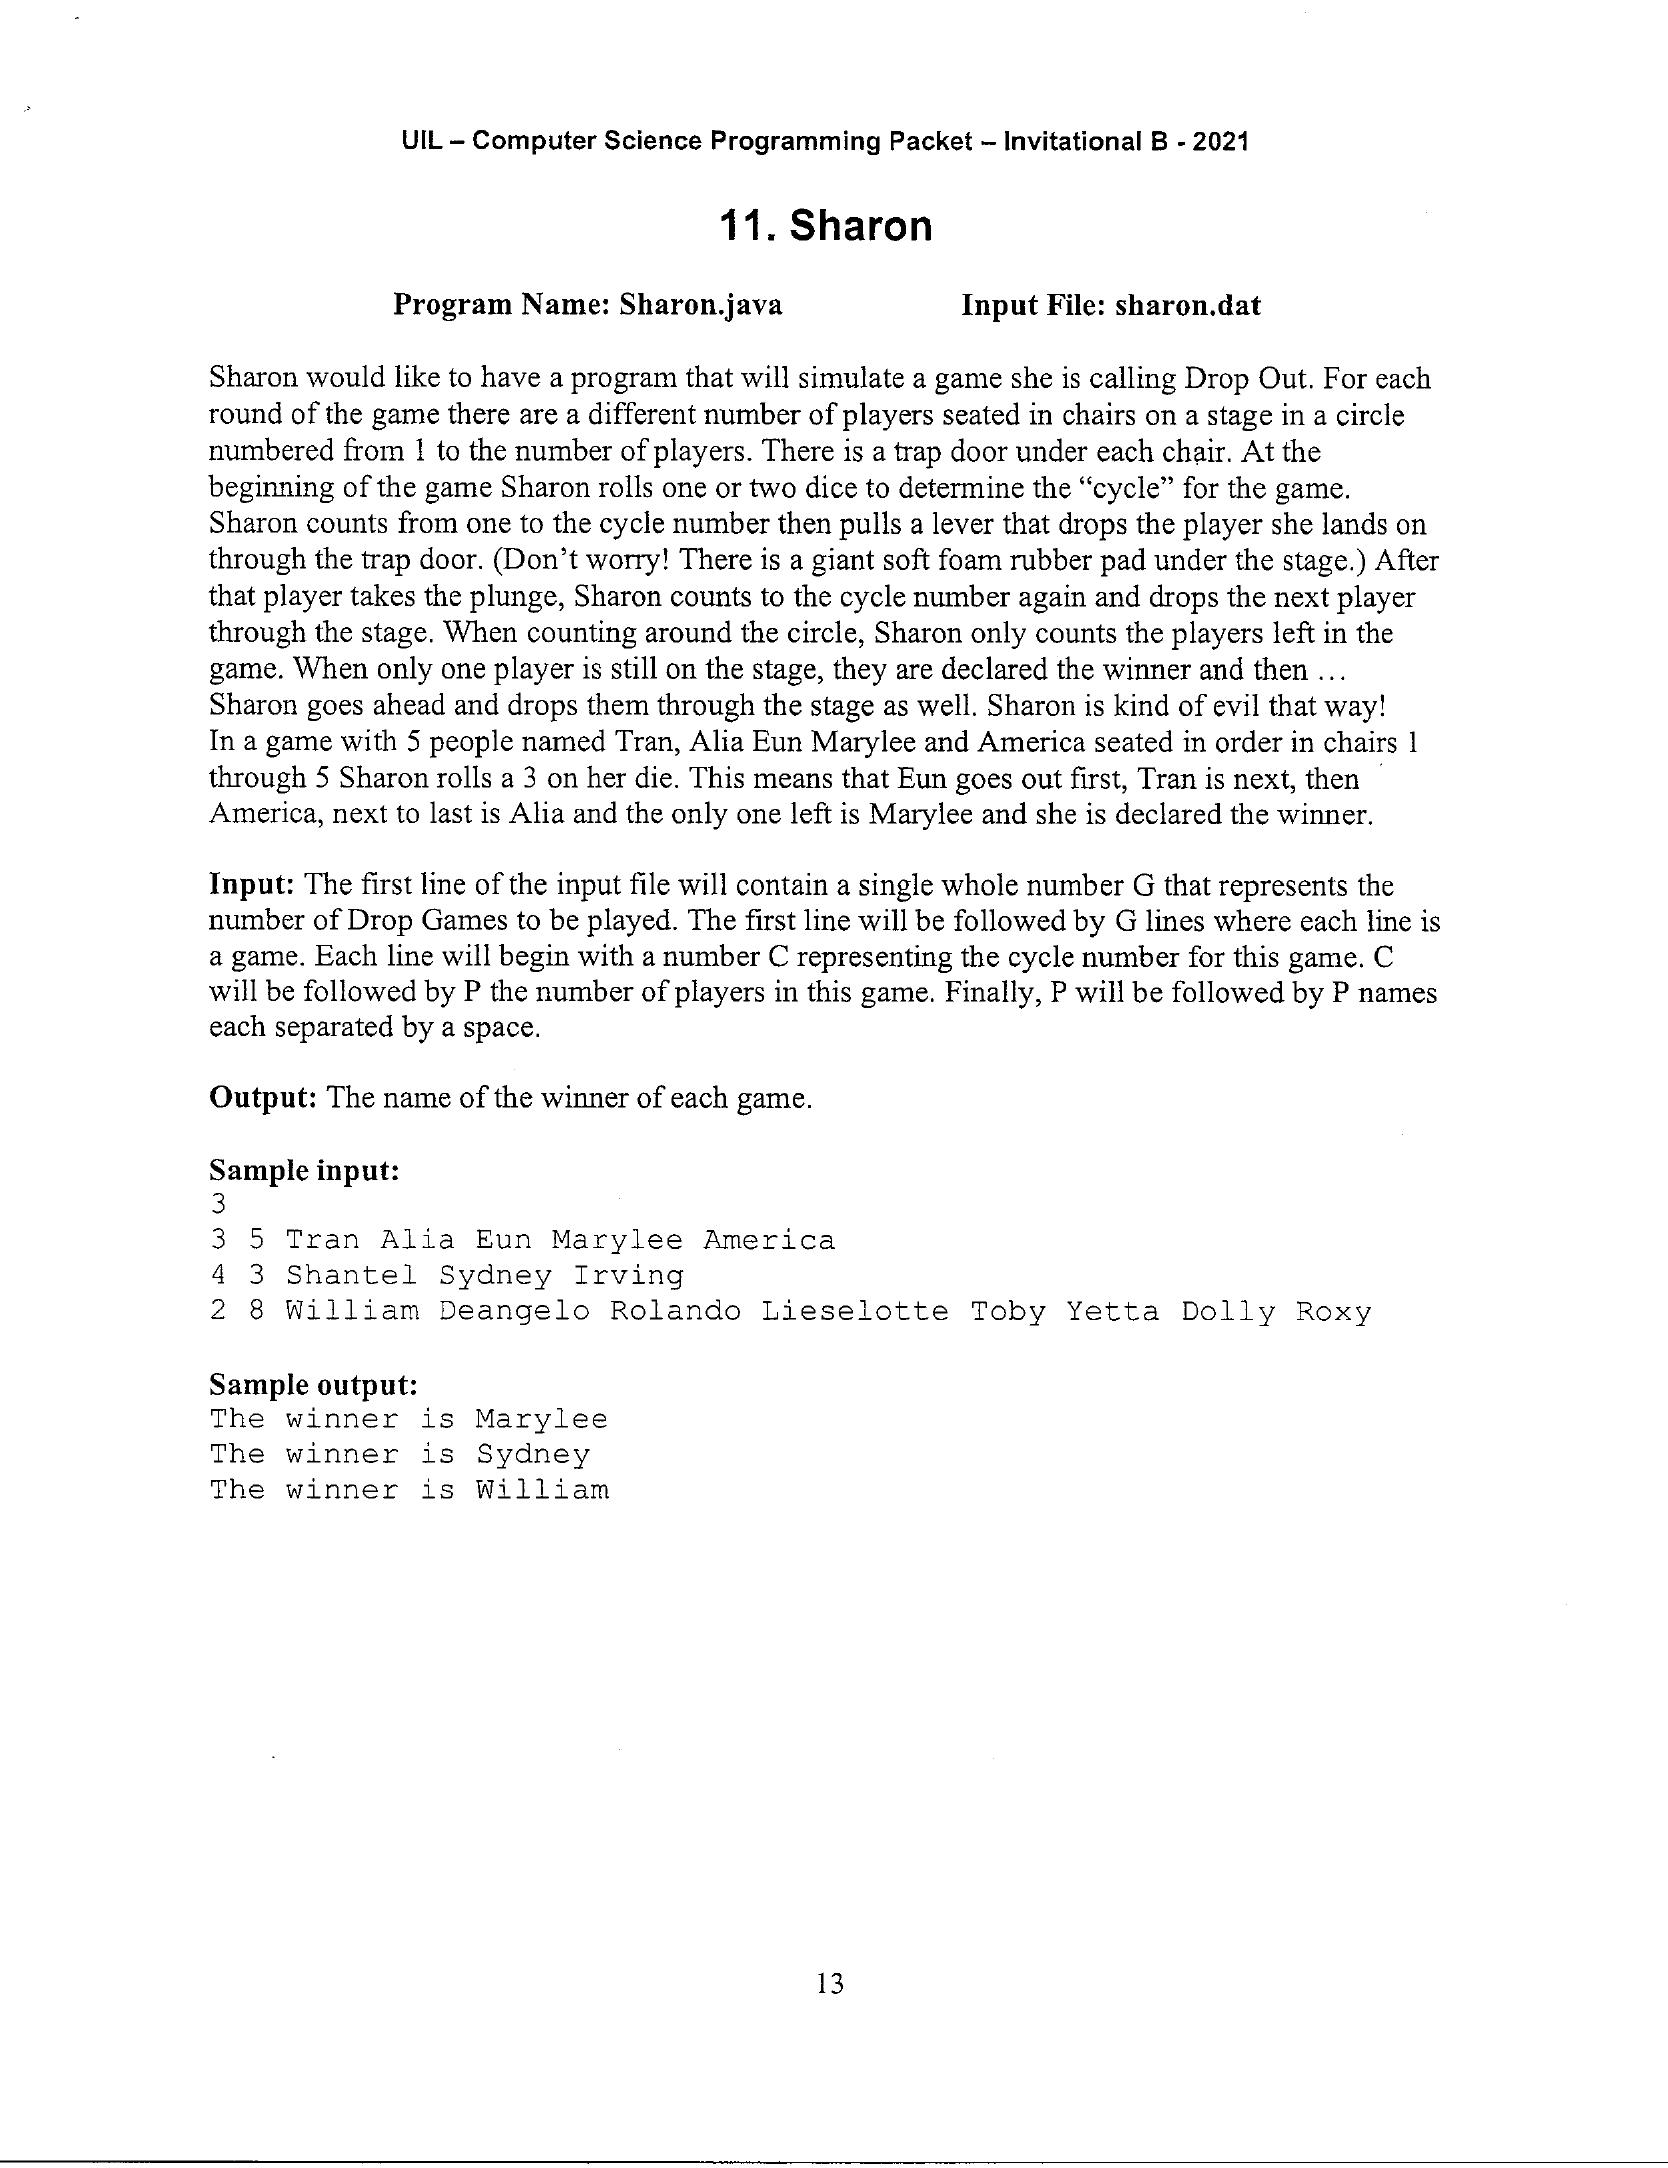 UIL – Computer Science Programming Packet – Invitational B - 2021
11. Sharon
Program Name: Sharon.java Input File: sharon.dat
Sharon would like to have a program that will simulate a game she is calling Drop Out. For each
round of the game there are a different number of players seated in chairs on a stage in a circle
numbered from 1 to the number of players. There is a trap door under each chair. At the
beginning of the game Sharon rolls one or two dice to determine the “cycle” for the game.
Sharon counts from one to the cycle number then pulls a lever that drops the player she lands on
through the trap door. (Don’t worry! There is a giant soft foam rubber pad under the stage.) After
that player takes the plunge, Sharon counts to the cycle number again and drops the next player
through the stage. When counting around the circle, Sharon only counts the players left in the
game. When only one player is still on the stage, they are declared the winner and then ...
Sharon goes ahead and drops them through the stage as well. Sharon is kind of evil that way!
In a game with 5 people named Tran, Alia Eun Marylee and America seated in order in chairs 1
through 5 Sharon rolls a 3 on her die. This means that Eun goes out first, Tran is next, then
America, next to last is Alia and the only one left is Marylee and she is declared the winner.
Input: The first line of the input file will contain a single whole number G that represents the
number of Drop Games to be played. The first line will be followed by G lines where each line is
a game. Each line will begin with a number C representing the cycle number for this game. C
will be followed by P the number of players in this game. Finally, P will be followed by P names
each separated by a space.
Output: The name of the winner of each game.
Sample input:
3
3 5 Tran Alia Eun Marylee America
4 3 Shantel Sydney Irving
2 8 William Deangelo Rolando Lieselotte Toby Yetta Dolly Roxy
Sample output:
The winner is Marylee
The winner is Sydney
The winner is William
13